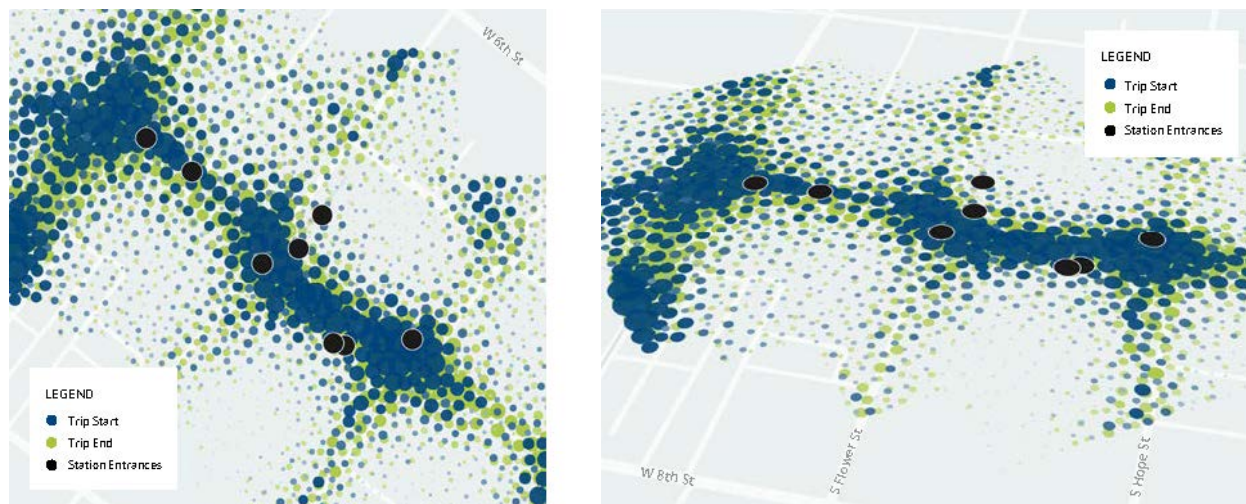 W 6th St
LEGEND
Trip Start
Trip End
Station Entrances
LEGEND
Trip Start
Trip End
Station Entrances
W 8th St
S Flower St
S Hope St